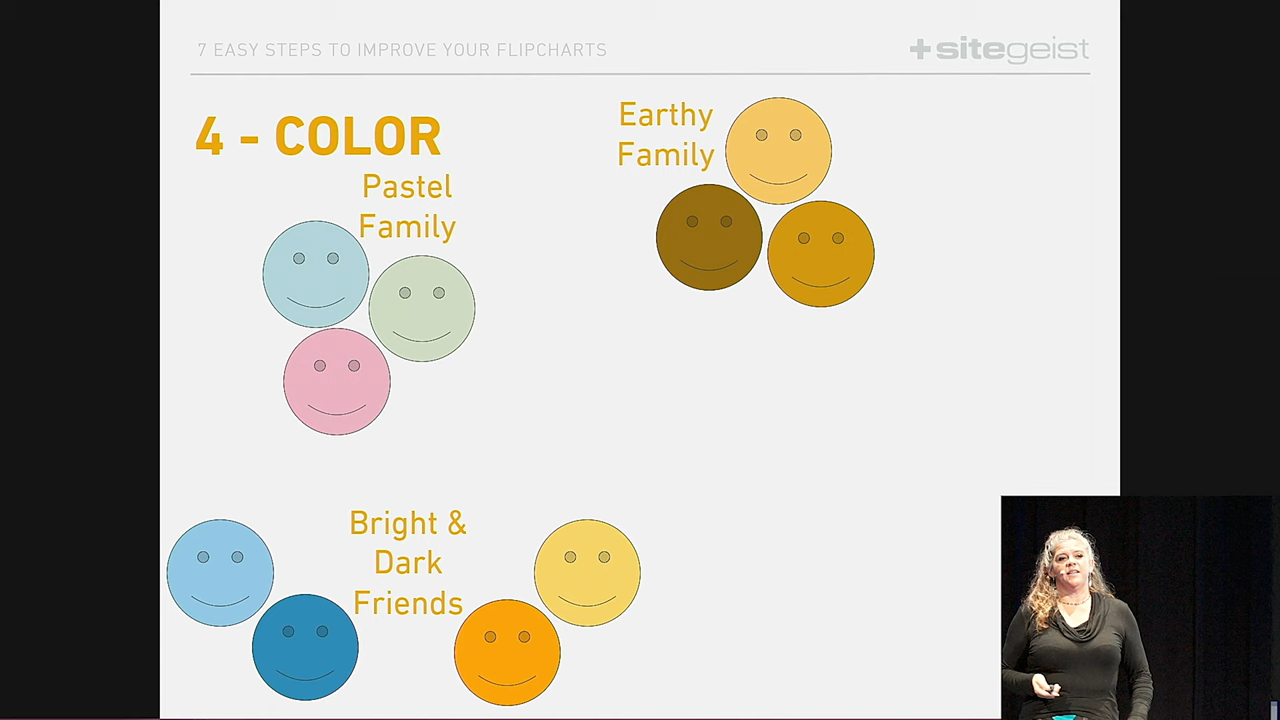 7 EASY STEPS TO IMPROVE YOUR FLIPCHARTS
+sitegeist
4 - COLOR
Pastel
Family
Earthy
Family
Bright &
Dark
Friends